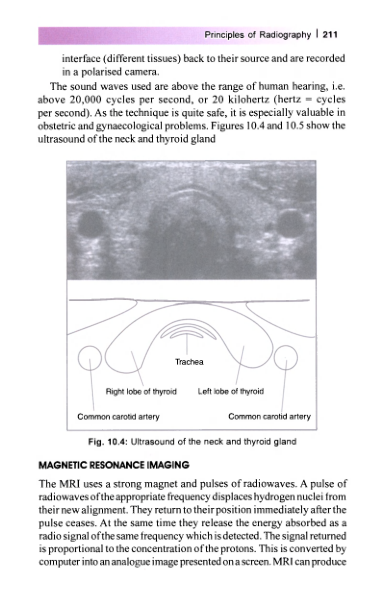 Principles of Radiography | 211
interface (different tissues) back to their source and are recorded
in a polarised camera.
The sound waves used are above the range of human hearing, i.e.
above 20,000 cycles per second, or 20 kilohertz (hertz = cycles
per second). As the technique is quite safe, it is especially valuable in
obstetric and gynaecological problems. Figures 10.4 and 10.5 show the
ultrasound of the neck and thyroid gland
Trachea
Right lobe of thyroid Left lobe of thyroid
Common carotid artery Common carotid artery
Fig. 10.4: Ultrasound of the neck and thyroid gland
MAGNETIC RESONANCE IMAGING
The MRI uses a strong magnet and pulses of radiowaves. A pulse of
radiowaves of the appropriate frequency displaces hydrogen nuclei from
their new alignment. They return to their position immediately after the
pulse ceases. At the same time they release the energy absorbed as a
radio signal of the same frequency which is detected. The signal returned
is proportional to the concentration of the protons. This is converted by
computer into an analogue image presented on a screen. MRI can produce